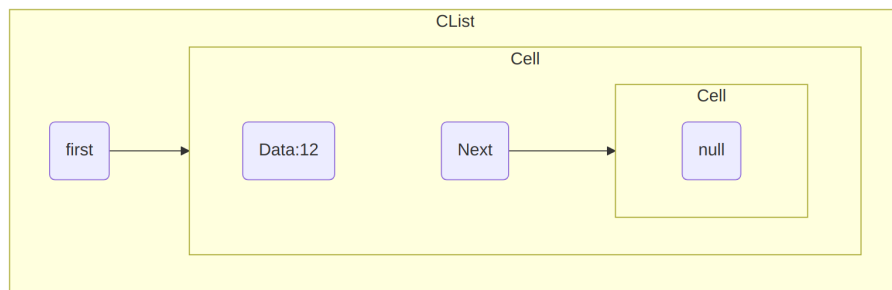 CList
Cell
Cell
first
Data:12
Next
null